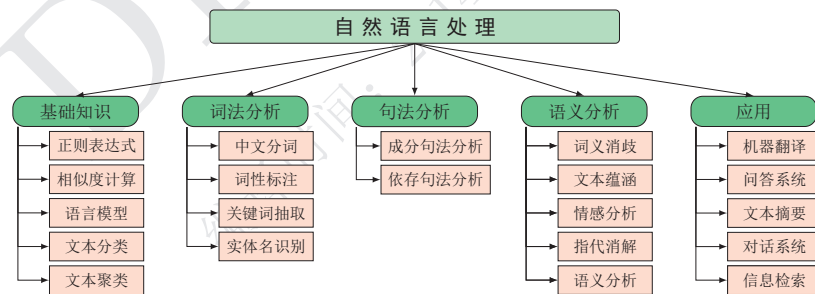 自然语言处理
基础知识
正则表达式
相似度计算
语言模型
文本分类
文本聚类
词法分析
中文分词
词性标注
关键词抽取
实体名识别
句法分析
成分句法分析
依存句法分析
语义分析
词义消歧
文本蕴涵
情感分析
指代消解
语义分析
应用
机器翻译
问答系统
文本摘要
对话系统
信息检索